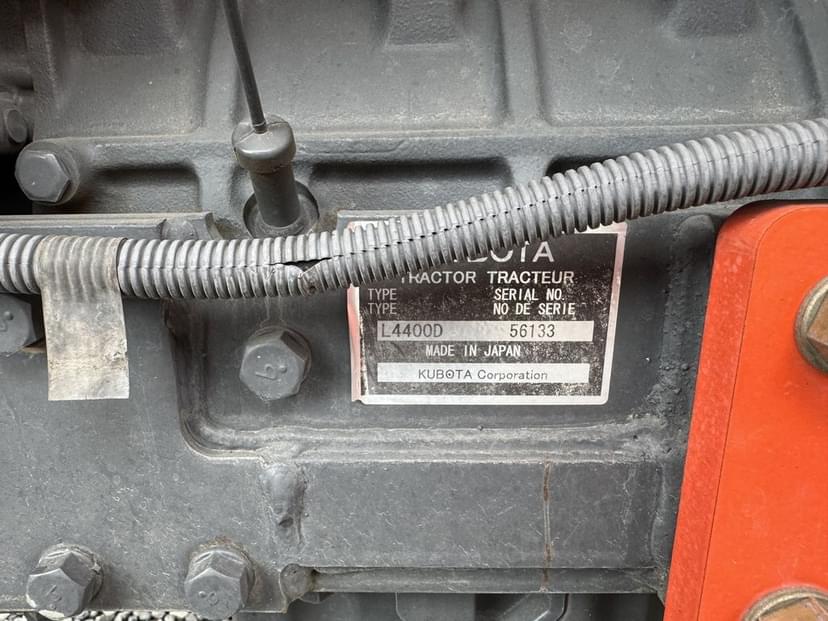 TRACTOR TRACTEUR
TYPE SERIAL NO.
TYPE NO DE SERIE
L4400D 56133
MADE IN JAPAN
KUBOTA Corporation